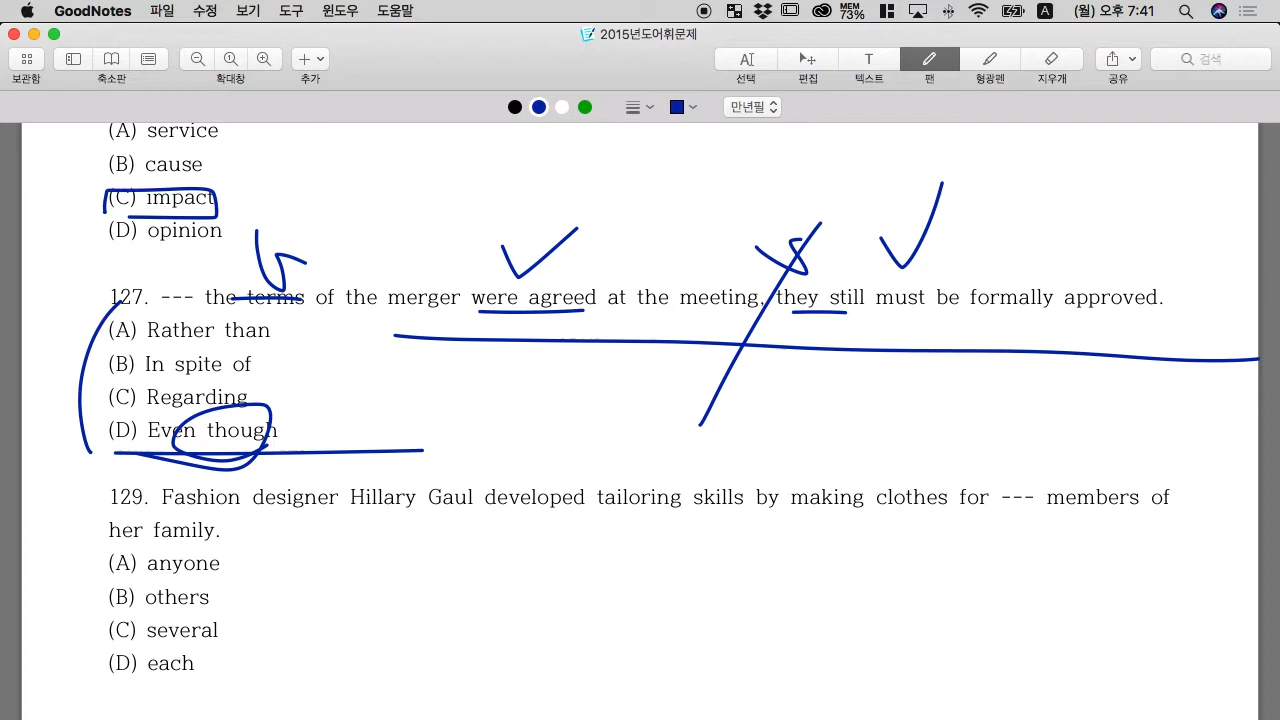 GoodNotes 파일 수정 보기 도구 윈도우 도움말 MEM 73% A (월) 오후 7:41
2015년도어휘문제
T
보관함 축소판 확대창 추가 선택 편집 텍스트 펜 형광펜 지우개 공유 검색
만년필
(A) service
(B) cause
(C) impact
(D) opinion
127. --- the terms of the merger were agreed at the meeting, they still must be formally approved.
(A) Rather than
(B) In spite of
(C) Regarding
(D) Even though
129. Fashion designer Hillary Gaul developed tailoring skills by making clothes for --- members of
her family.
(A) anyone
(B) others
(C) several
(D) each